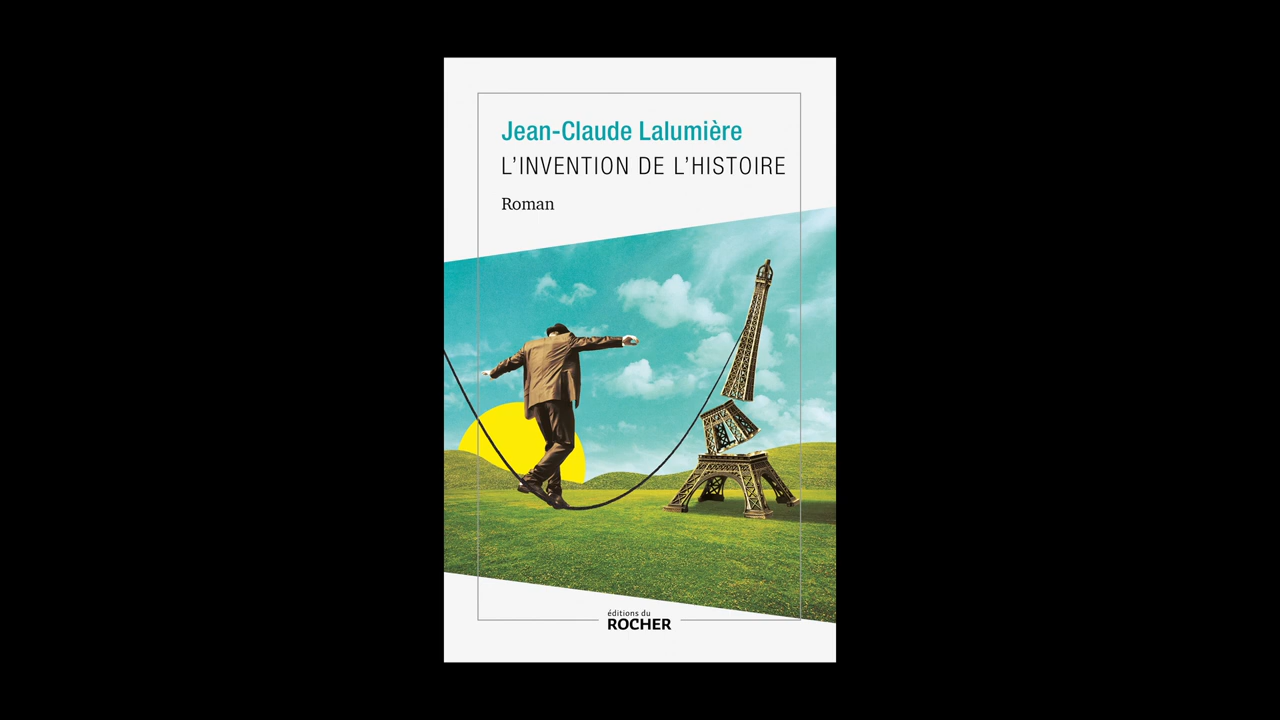 Jean-Claude Lalumière
L'INVENTION DE L'HISTOIRE
Roman
éditions du
ROCHER